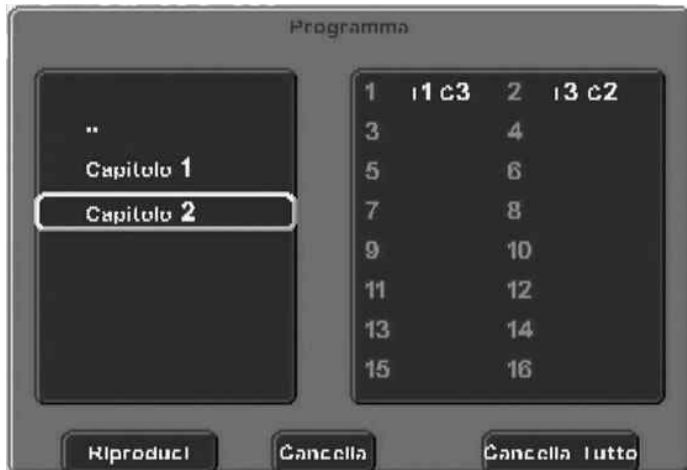 Programma
..
Capitolo 1
Capitolo 2
1 T1 C3 2 T3 C2
3 4
5 6
7 8
9 10
11 12
13 14
15 16
Riproduci Cancella Cancella Tutto